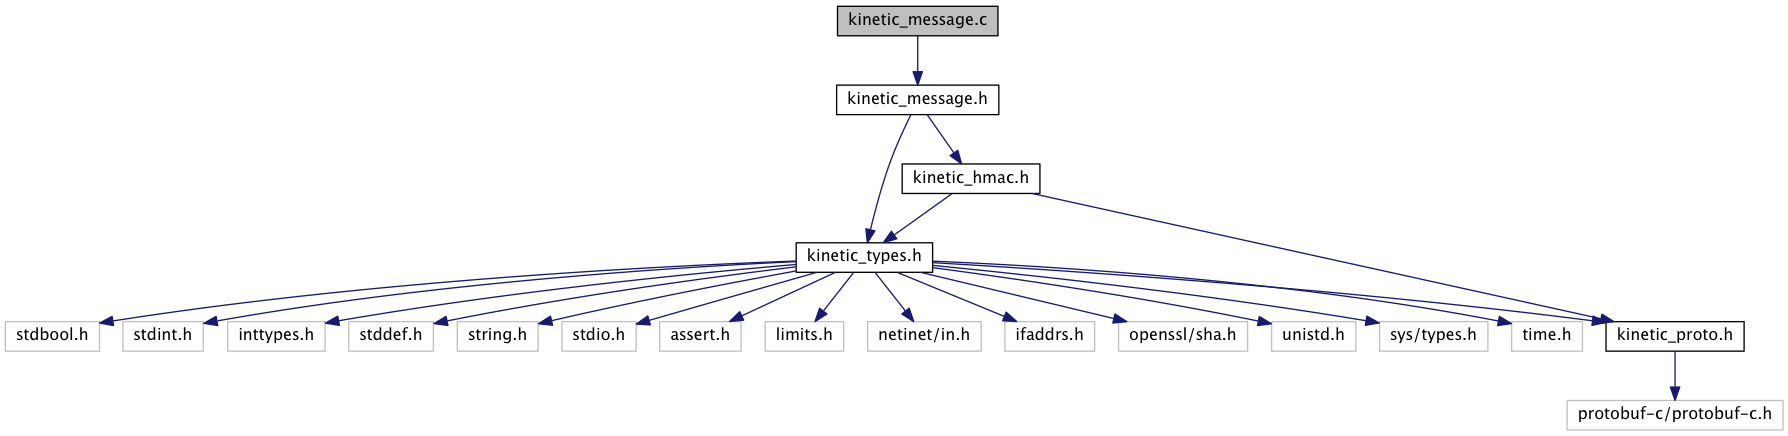 kinetic_message.c
kinetic_message.h
kinetic_hmac.h
kinetic_types.h
stdbool.h
stdint.h
inttypes.h
stddef.h
string.h
stdio.h
assert.h
limits.h
netinet/in.h
ifaddrs.h
openssl/sha.h
unistd.h
sys/types.h
time.h
kinetic_proto.h
protobuf-c/protobuf-c.h